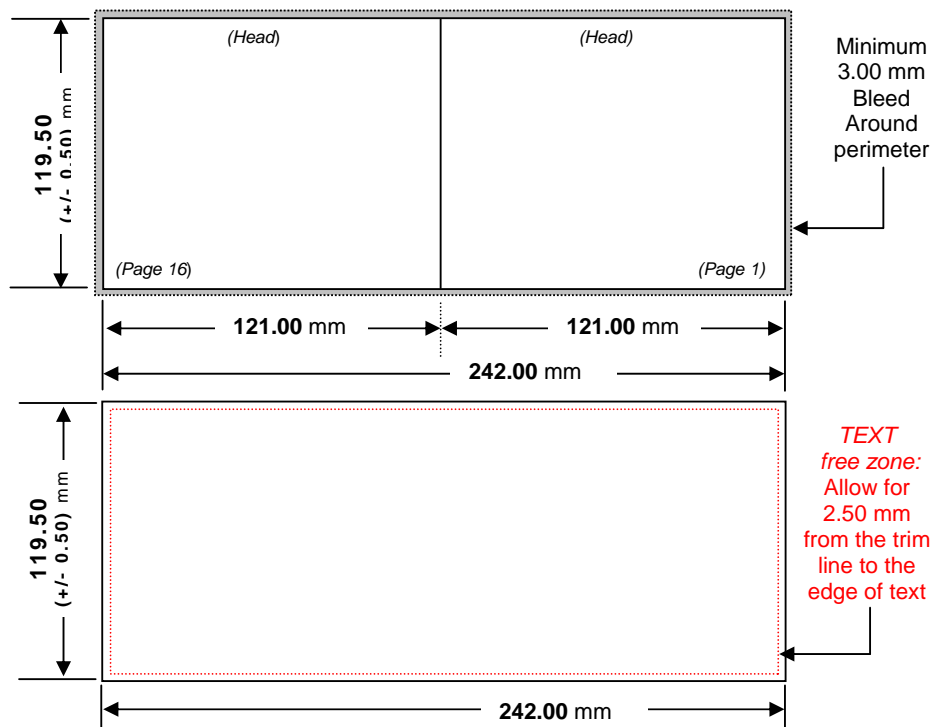 (Head)
(Head)
Minimum
3.00 mm
Bleed
Around
perimeter
119.50
(+/- 0.50) mm
(Page 16)
(Page 1)
121.00 mm
121.00 mm
242.00 mm
119.50
(+/- 0.50) mm
TEXT
free zone:
Allow for
2.50 mm
from the trim
line to the
edge of text
242.00 mm